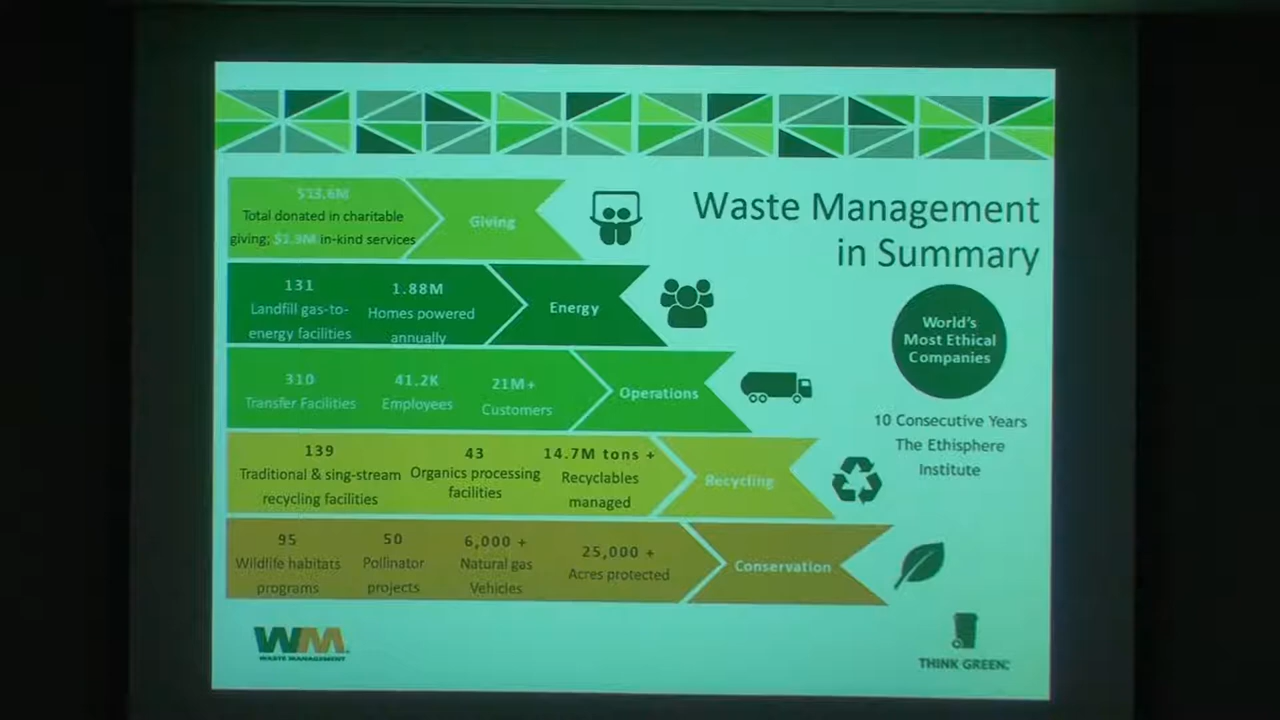 Waste Management
in Summary
$13.6M
Total donated in charitable
giving; $1.9M in-kind services
Giving
131
Landfill gas-to-
energy facilities
1.88M
Homes powered
annually
Energy
310
Transfer Facilities
41.2K
Employees
21M+
Customers
Operations
139
Traditional & sing-stream
recycling facilities
43
Organics processing
facilities
14.7M tons +
Recyclables
managed
Recycling
95
Wildlife habitats
programs
50
Pollinator
projects
6,000 +
Natural gas
Vehicles
25,000 +
Acres protected
Conservation
World's
Most Ethical
Companies
10 Consecutive Years
The Ethisphere
Institute
WM
WASTE MANAGEMENT
THINK GREEN: